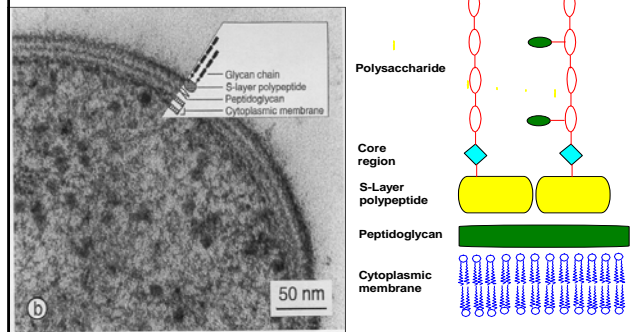 Glycan chain
S-layer polypeptide
Peptidoglycan
Cytoplasmic membrane
b
50 nm
Polysaccharide
Core
region
S-Layer
polypeptide
Peptidoglycan
Cytoplasmic
membrane